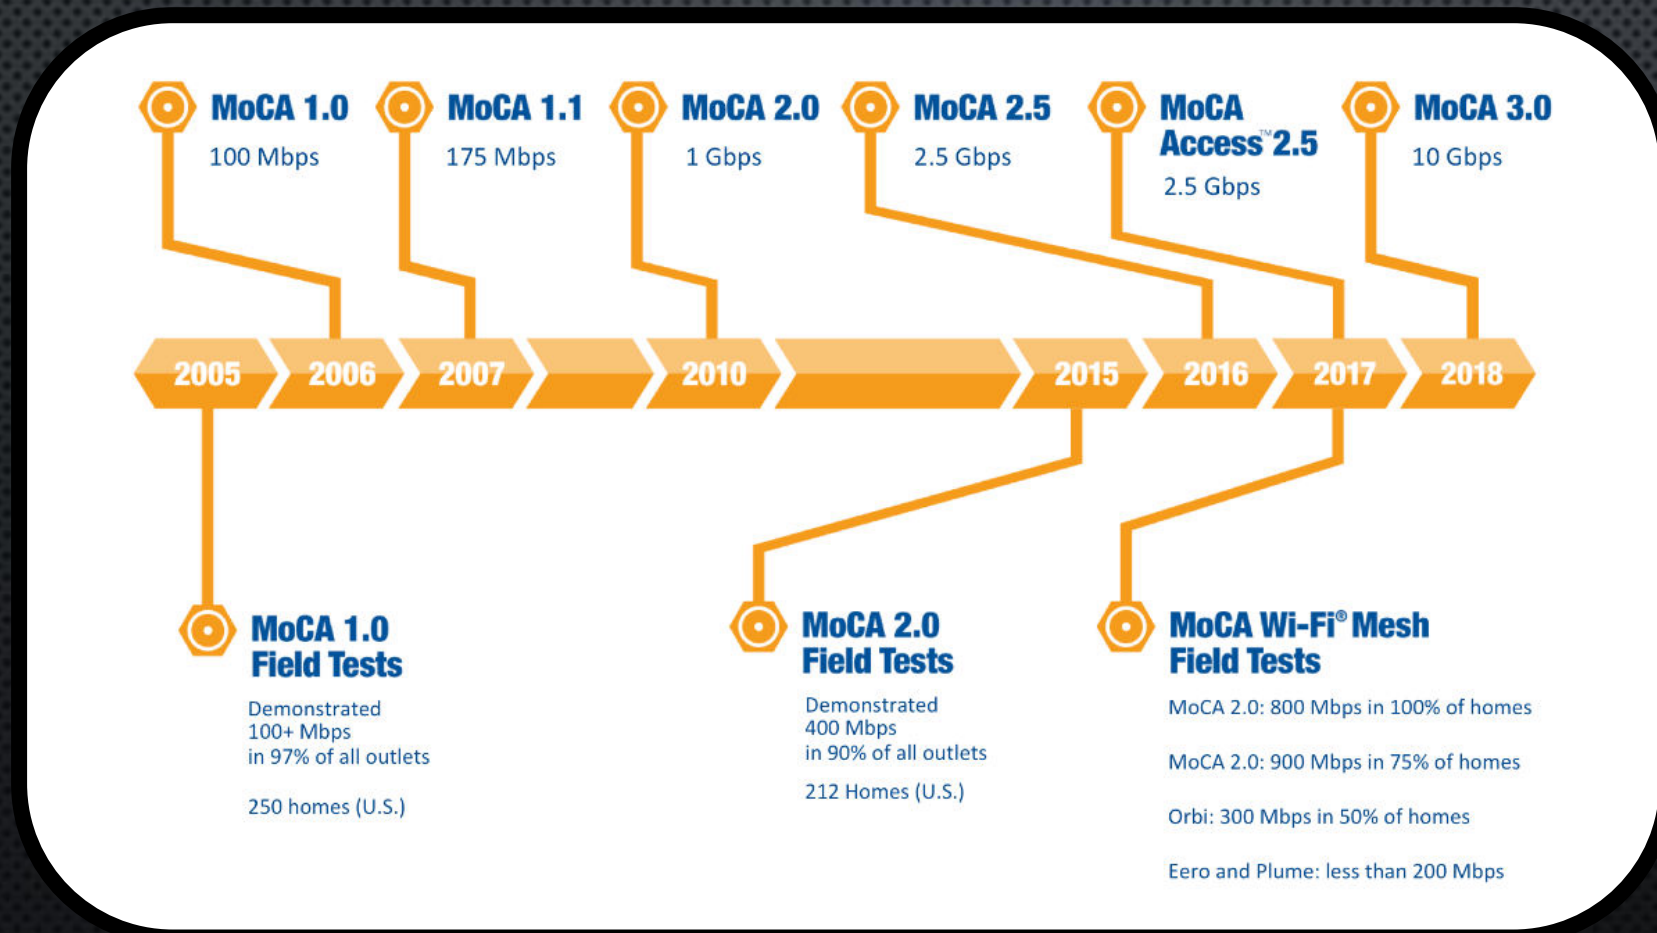 MoCA 1.0
100 Mbps
MoCA 1.1
175 Mbps
MoCA 2.0
1 Gbps
MoCA 2.5
2.5 Gbps
MoCA
Access™ 2.5
2.5 Gbps
MoCA 3.0
10 Gbps
2005
2006
2007
2010
2015
2016
2017
2018
MoCA 1.0
Field Tests
Demonstrated
100+ Mbps
in 97% of all outlets
250 homes (U.S.)
MoCA 2.0
Field Tests
Demonstrated
400 Mbps
in 90% of all outlets
212 Homes (U.S.)
MoCA Wi-Fi® Mesh
Field Tests
MoCA 2.0: 800 Mbps in 100% of homes
MoCA 2.0: 900 Mbps in 75% of homes
Orbi: 300 Mbps in 50% of homes
Eero and Plume: less than 200 Mbps